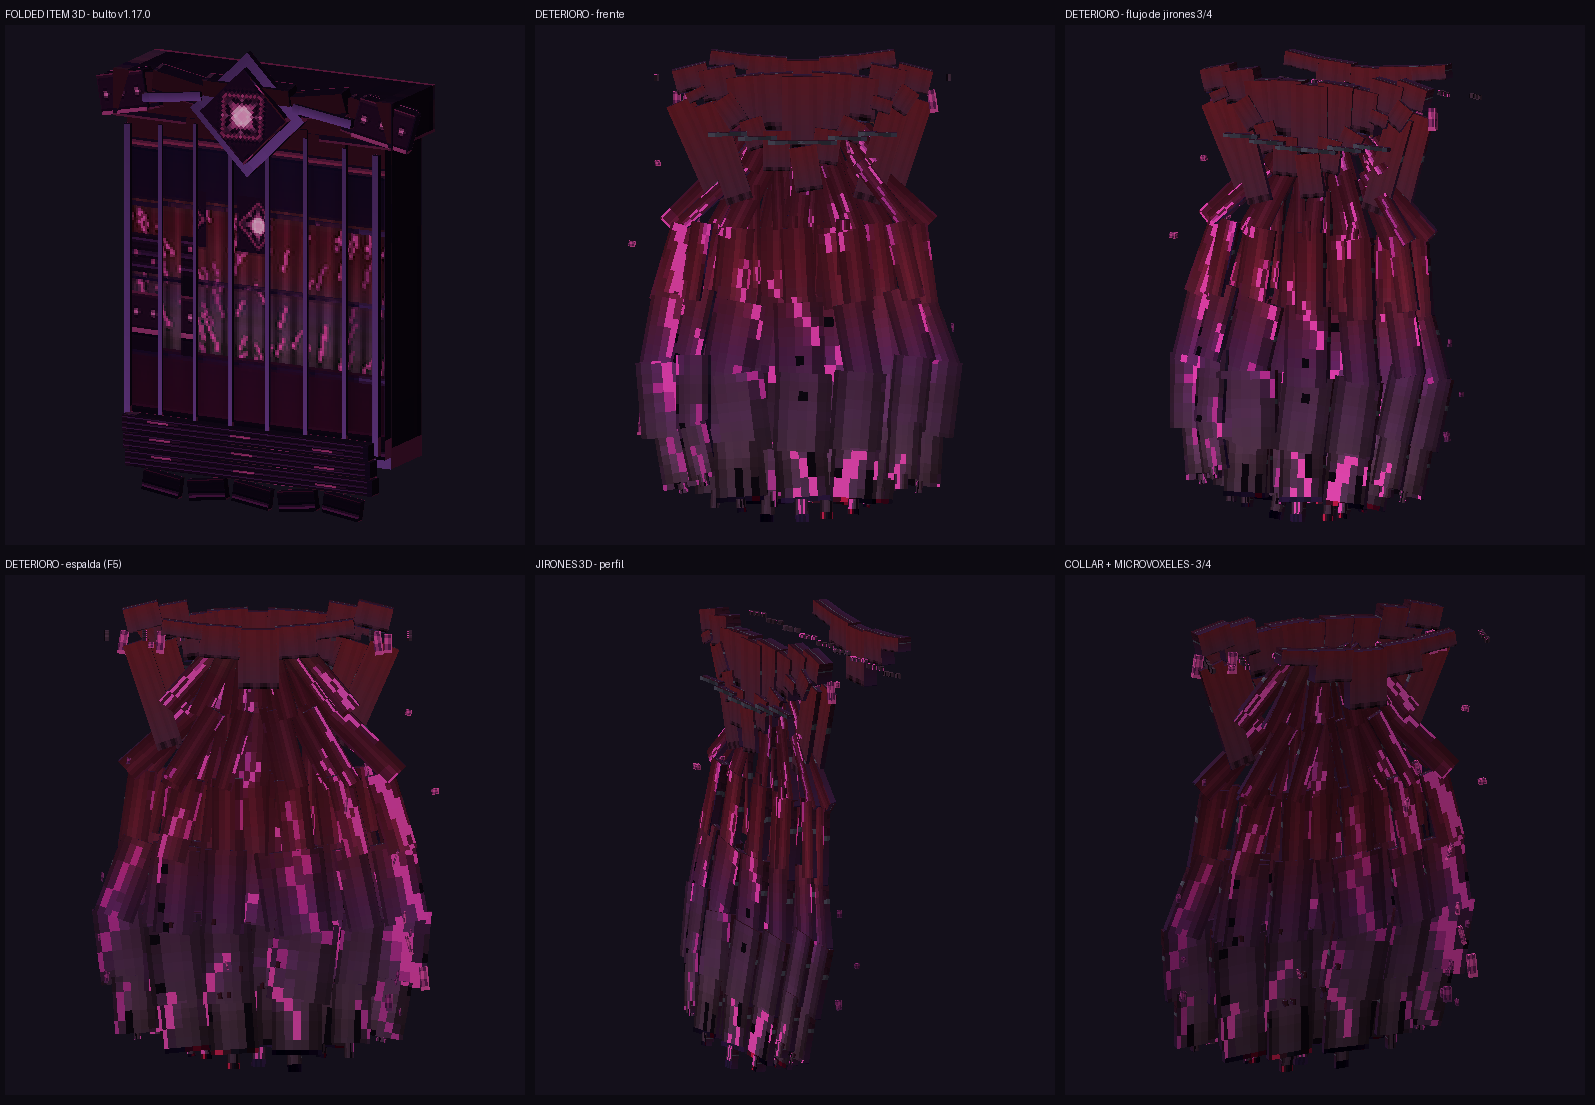 FOLDED ITEM 3D - bulto v1.17.0
DETERIORO - frente
DETERIORO - flujo de jirones 3/4
DETERIORO - espalda (F5)
JIRONES 3D - perfil
COLLAR + MICROVOXELES - 3/4